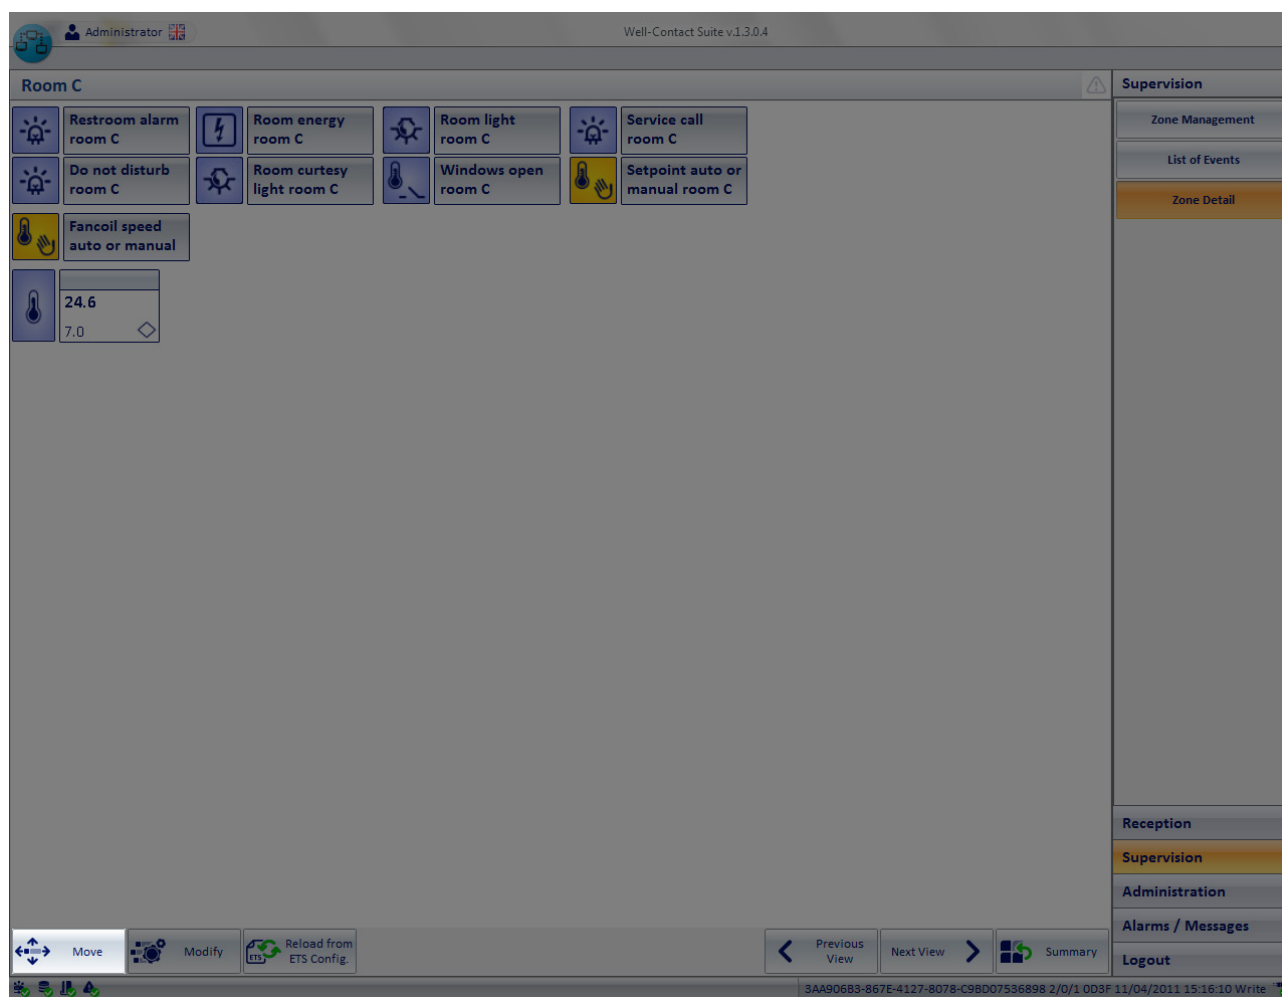 Administrator
Well-Contact Suite v.1.3.0.4
Room C
Supervision
Restroom alarm
room C
Room energy
room C
Room light
room C
Service call
room C
Do not disturb
room C
Room curtesy
light room C
Windows open
room C
Setpoint auto or
manual room C
Fancoil speed
auto or manual
24.6
7.0
Zone Management
List of Events
Zone Detail
Reception
Supervision
Administration
Alarms / Messages
Logout
Move
Modify
ETS
Reload from
ETS Config.
Previous
View
Next View
Summary
3AA906B3-867E-4127-8078-C9BD07536898 2/0/1 0D3F 11/04/2011 15:16:10 Write